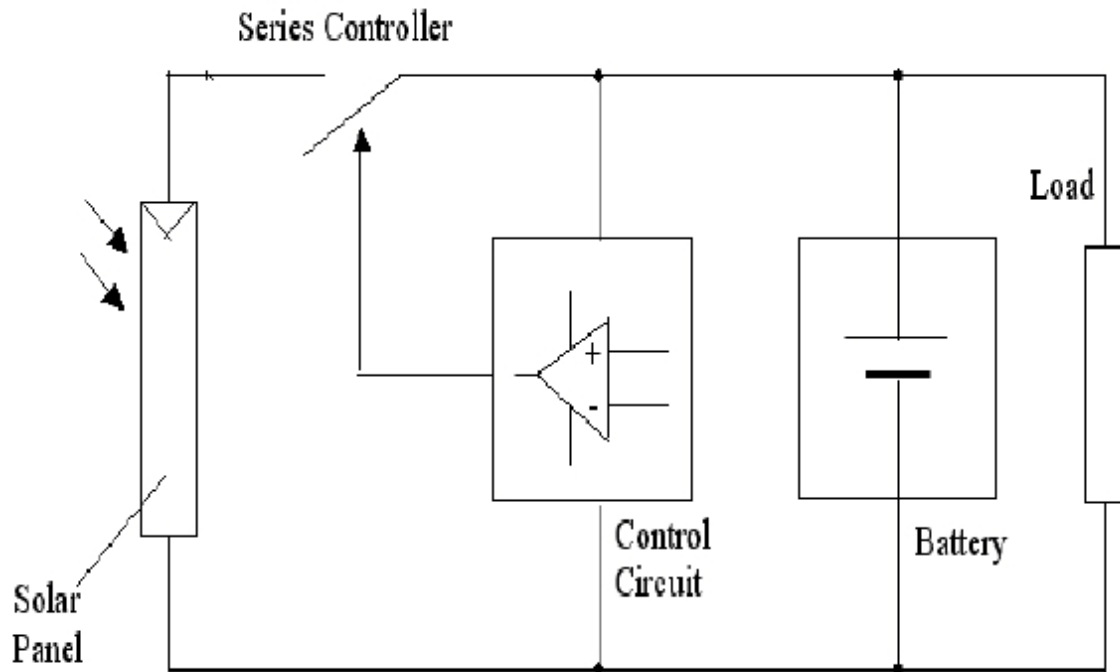 Series Controller
Load
+
-
Control
Circuit
Battery
Solar
Panel